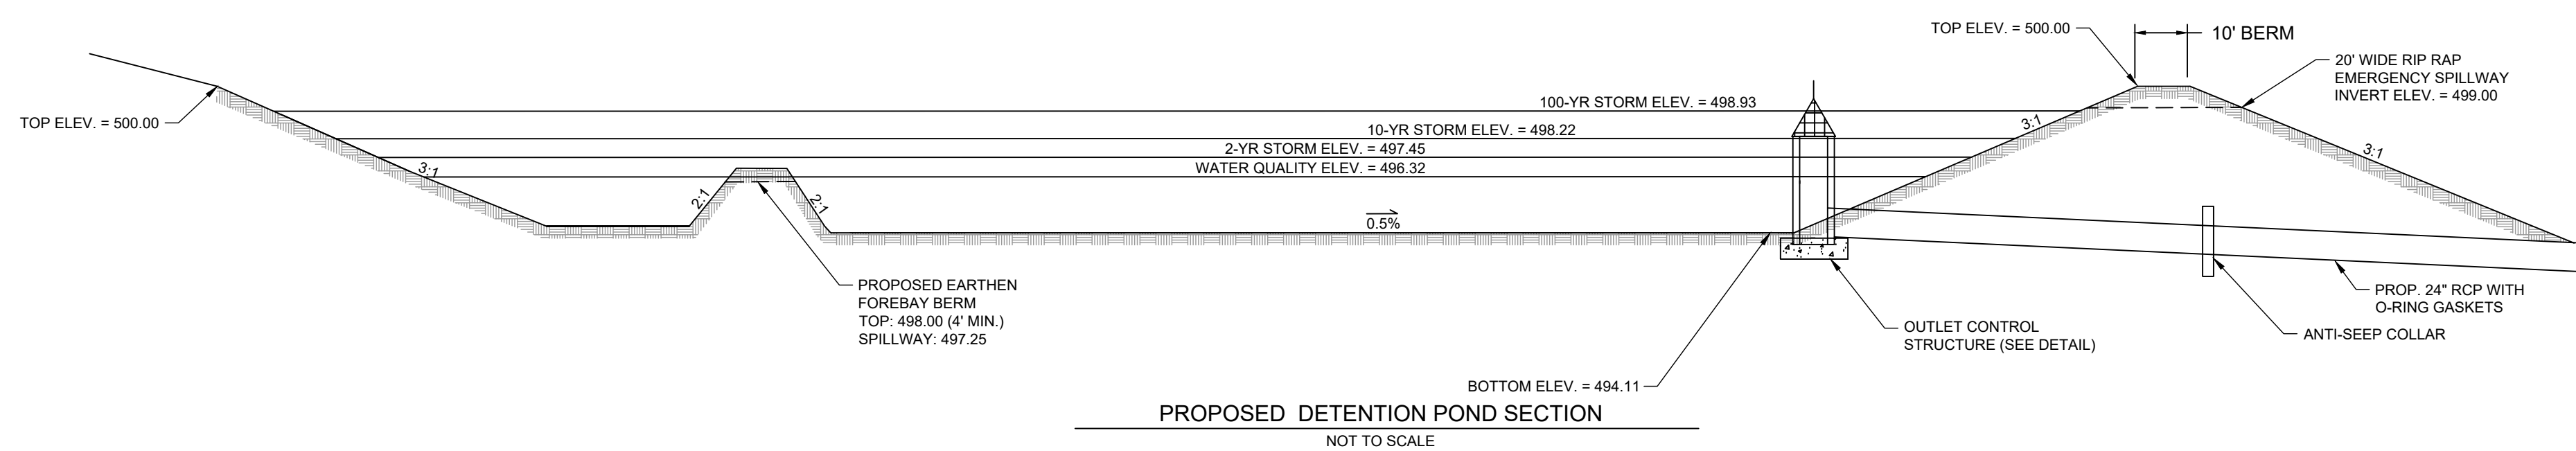 TOP ELEV. = 500.00
10' BERM
20' WIDE RIP RAP
EMERGENCY SPILLWAY
INVERT ELEV. = 499.00
TOP ELEV. = 500.00
100-YR STORM ELEV. = 498.93
10-YR STORM ELEV. = 498.22
2-YR STORM ELEV. = 497.45
WATER QUALITY ELEV. = 496.32
3:1
2:1
2:1
3:1
3:1
0.5%
PROPOSED EARTHEN
FOREBAY BERM
TOP: 498.00 (4' MIN.)
SPILLWAY: 497.25
PROP. 24" RCP WITH
O-RING GASKETS
ANTI-SEEP COLLAR
OUTLET CONTROL
STRUCTURE (SEE DETAIL)
BOTTOM ELEV. = 494.11
PROPOSED DETENTION POND SECTION
NOT TO SCALE